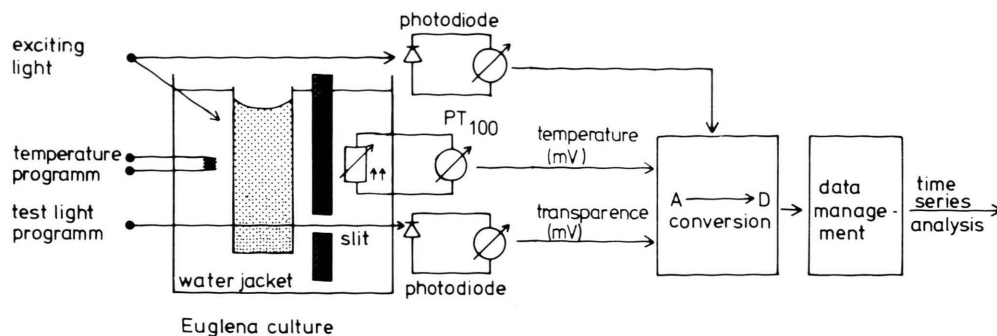 photodiode
exciting
light
PT100
temperature
programm
temperature
(mV)
test light
programm
transparence
(mV)
slit
water jacket
photodiode
Euglena culture
A → D
conversion
data
manage -
ment
time
series
analysis